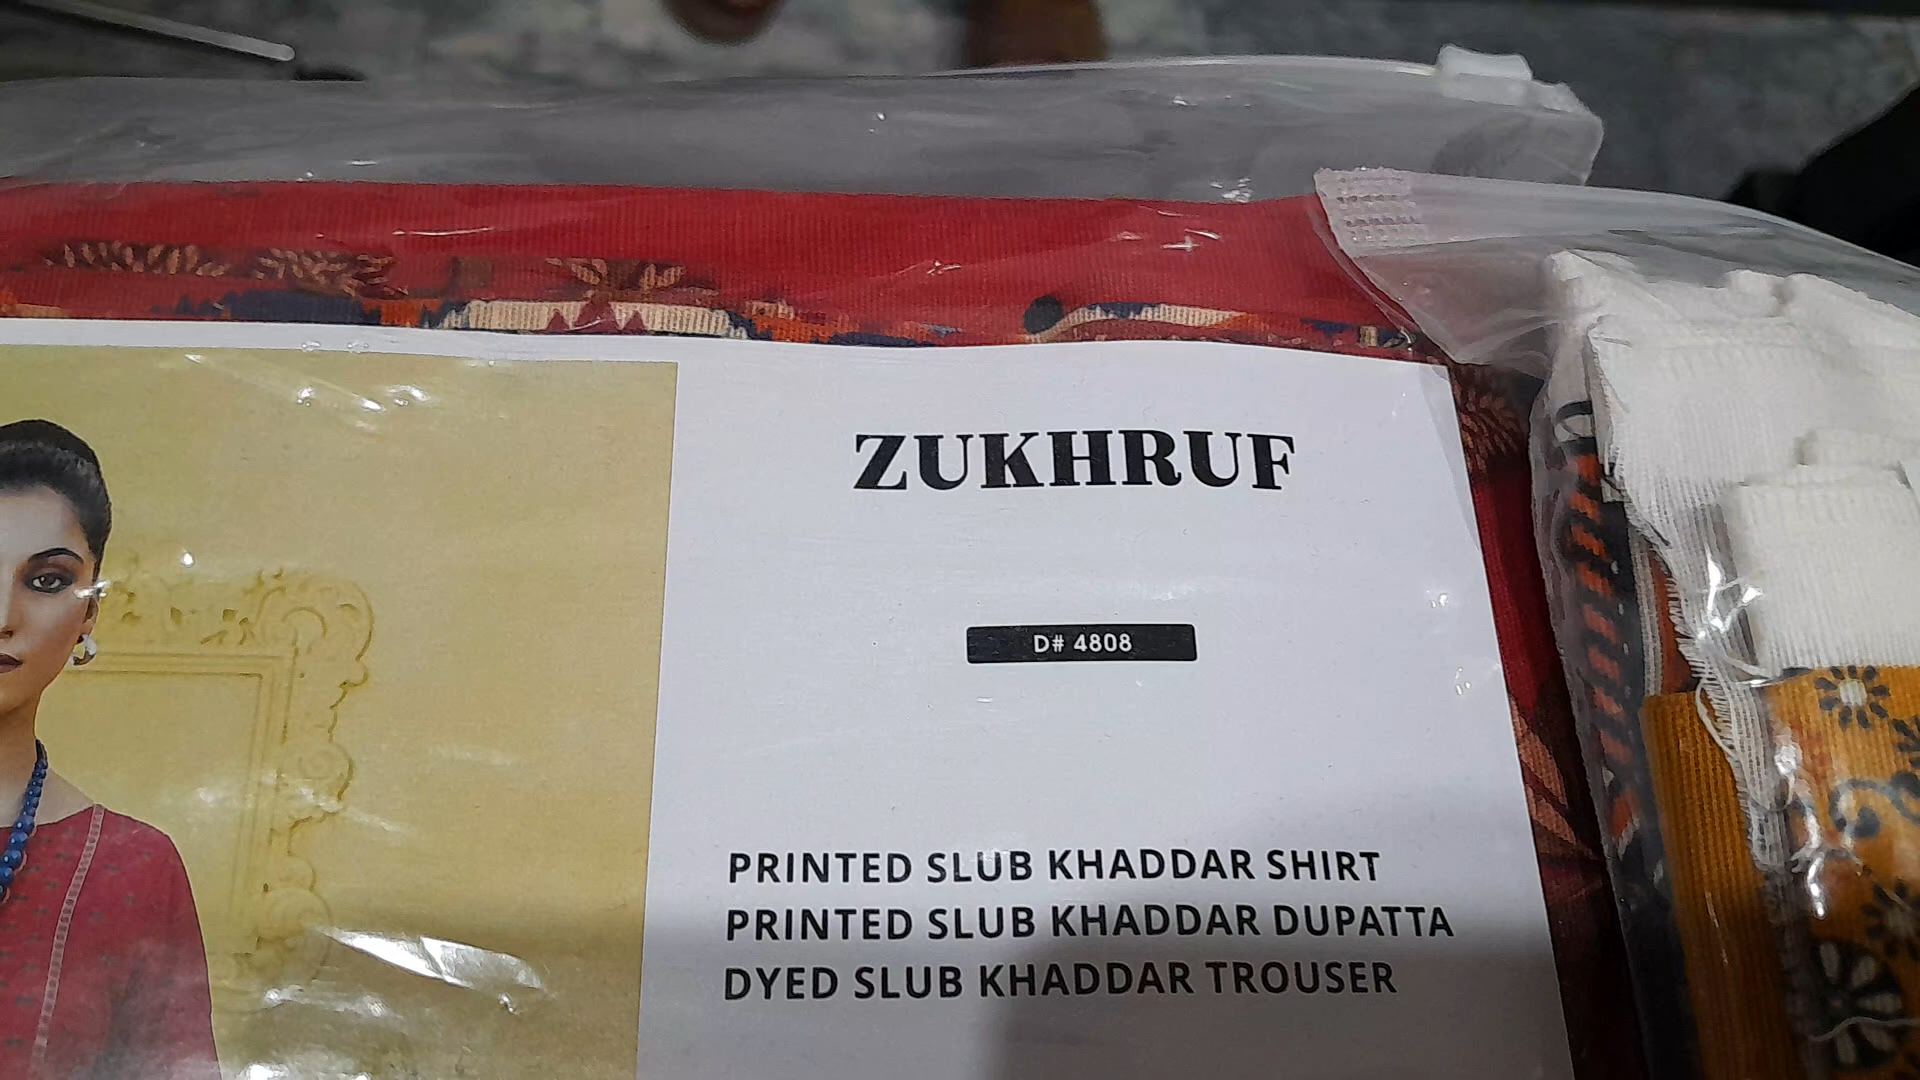 ZUKHRUF
D# 4808
PRINTED SLUB KHADDAR SHIRT
PRINTED SLUB KHADDAR DUPATTA
DYED SLUB KHADDAR TROUSER